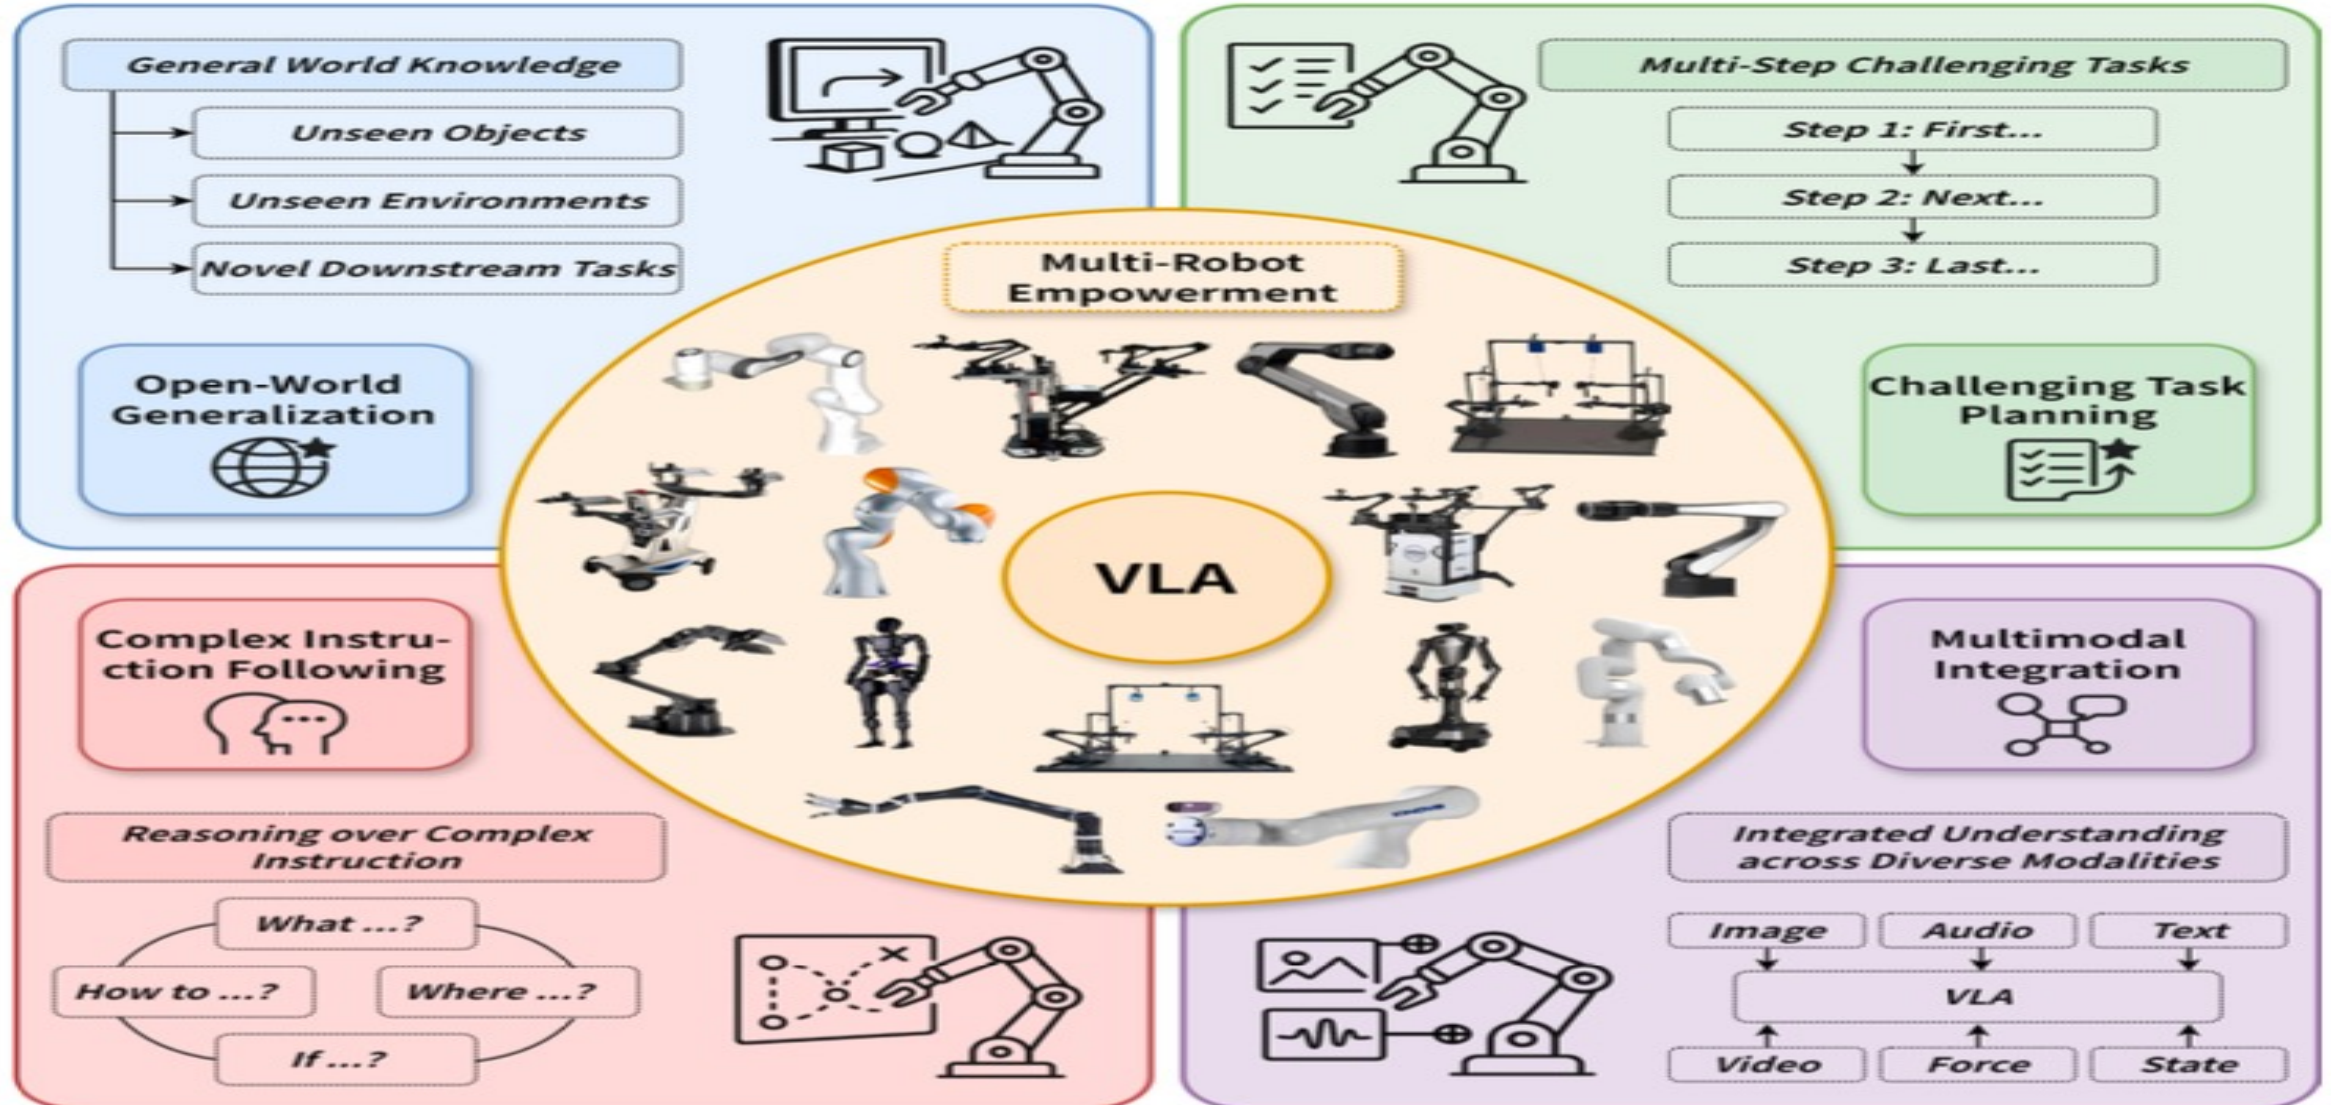 General World Knowledge
Unseen Objects
Unseen Environments
Novel Downstream Tasks
Open-World
Generalization
Multi-Step Challenging Tasks
Step 1: First...
Step 2: Next...
Step 3: Last...
Challenging Task
Planning
Multi-Robot
Empowerment
VLA
Complex Instru-
ction Following
Reasoning over Complex
Instruction
What ...?
How to ...?
Where ...?
If ...?
Multimodal
Integration
Integrated Understanding
across Diverse Modalities
Image
Audio
Text
VLA
Video
Force
State